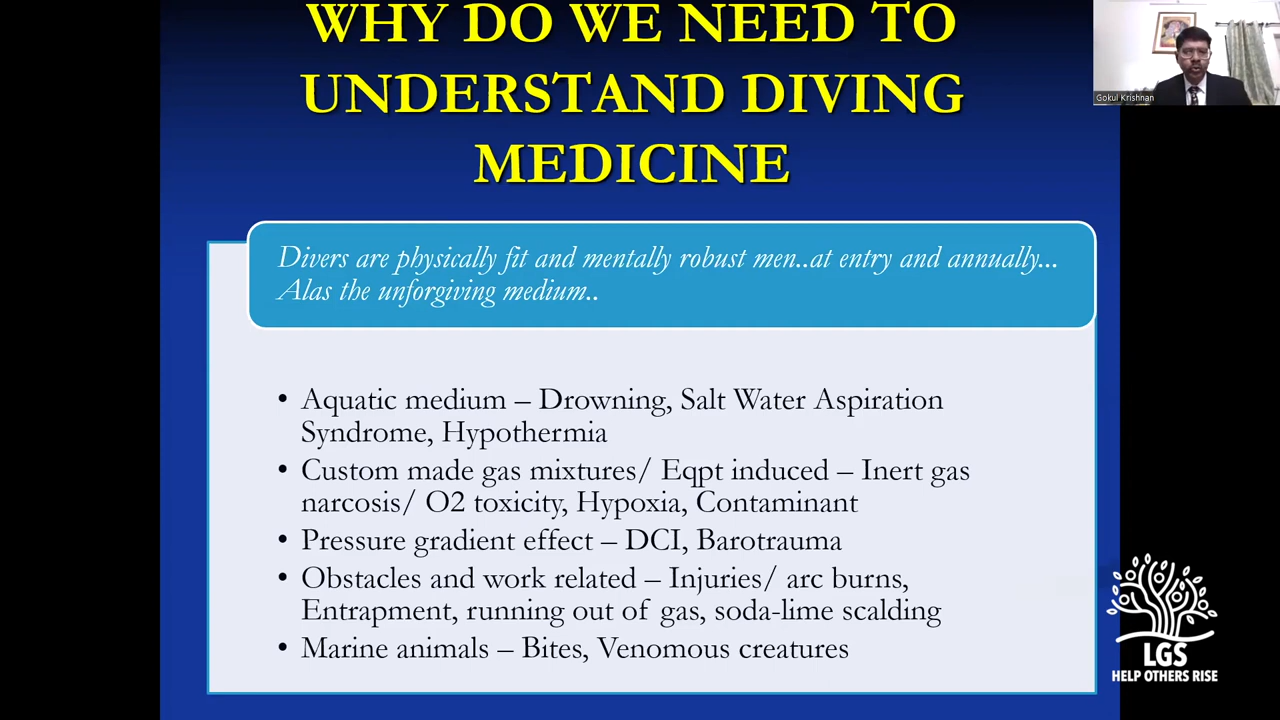 WHY DO WE NEED TO
UNDERSTAND DIVING
MEDICINE
Gokul Krishnan
Divers are physically fit and mentally robust men..at entry and annually...
Alas the unforgiving medium..
• Aquatic medium – Drowning, Salt Water Aspiration
Syndrome, Hypothermia
• Custom made gas mixtures/ Eqpt induced – Inert gas
narcosis/ O2 toxicity, Hypoxia, Contaminant
• Pressure gradient effect – DCI, Barotrauma
• Obstacles and work related – Injuries/ arc burns,
Entrapment, running out of gas, soda-lime scalding
• Marine animals – Bites, Venomous creatures
LGS
HELP OTHERS RISE